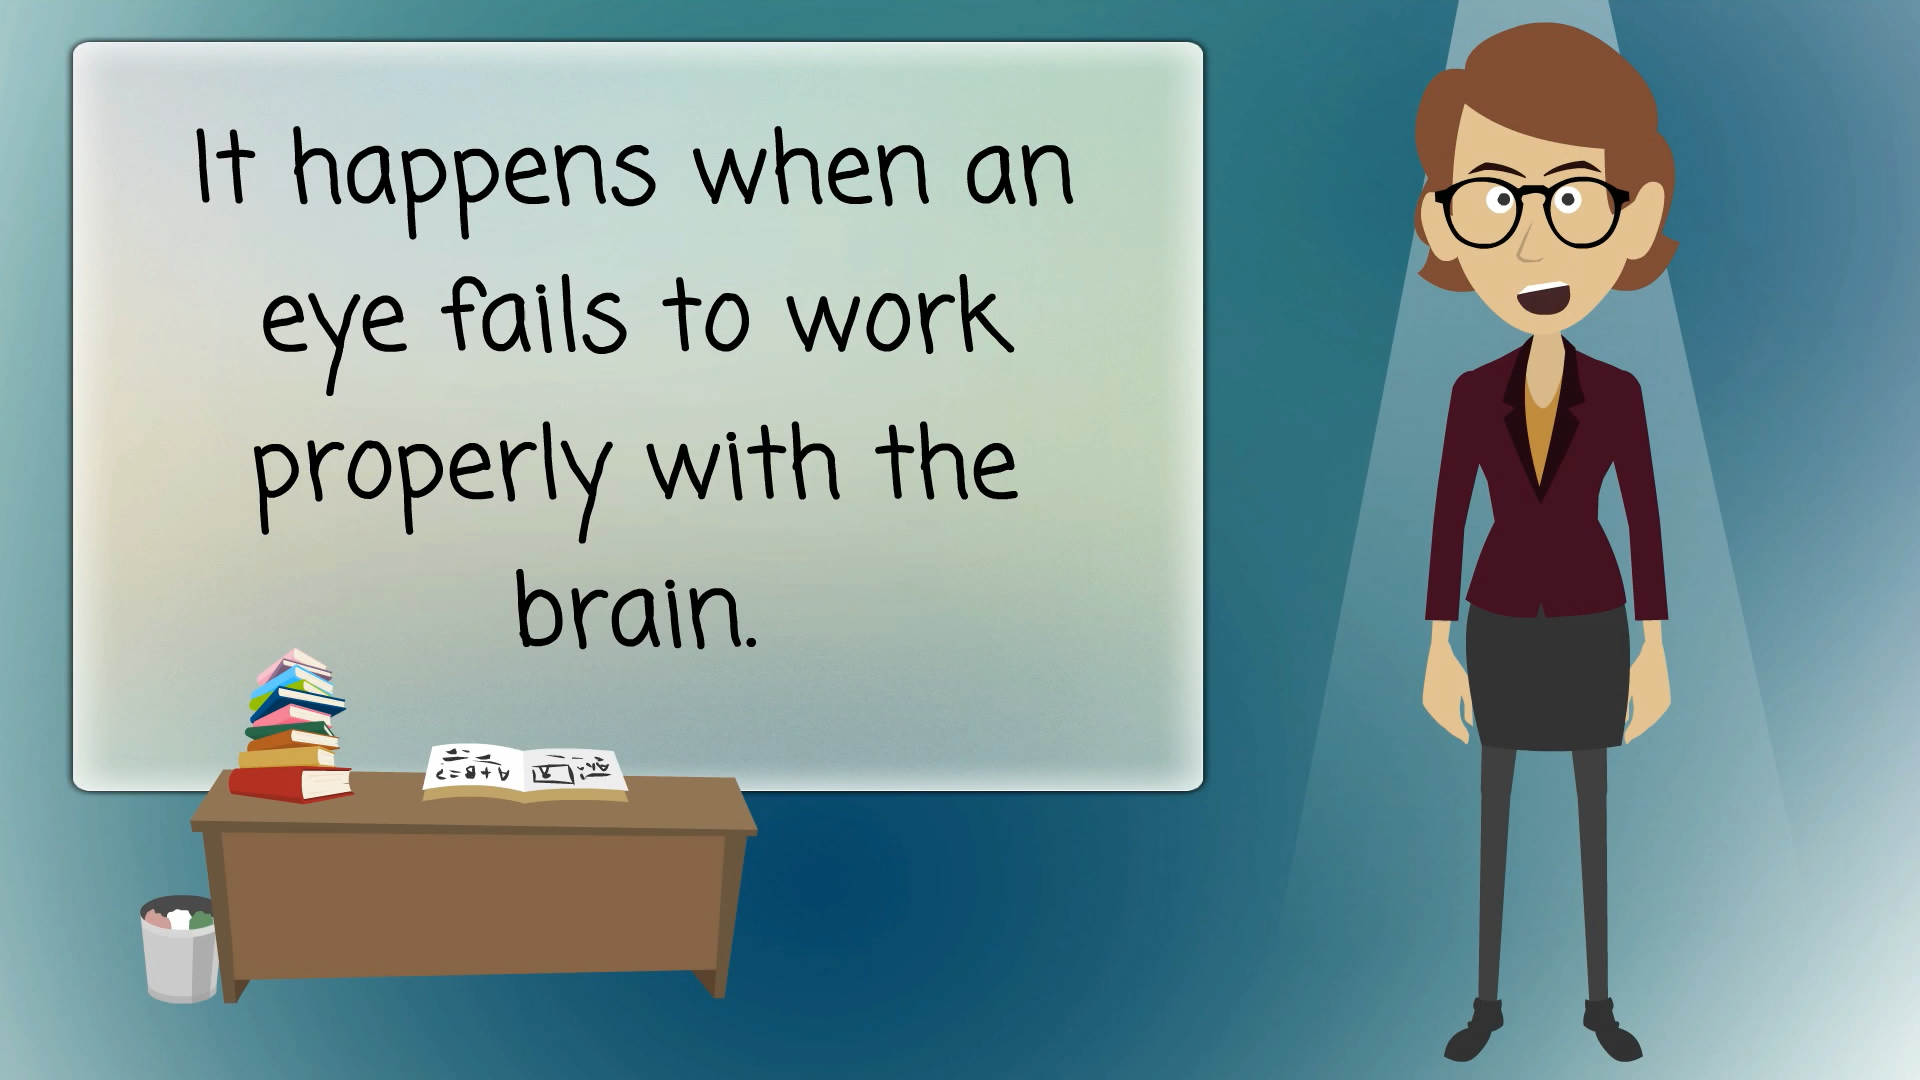 It happens when an
eye fails to work
properly with the
brain.